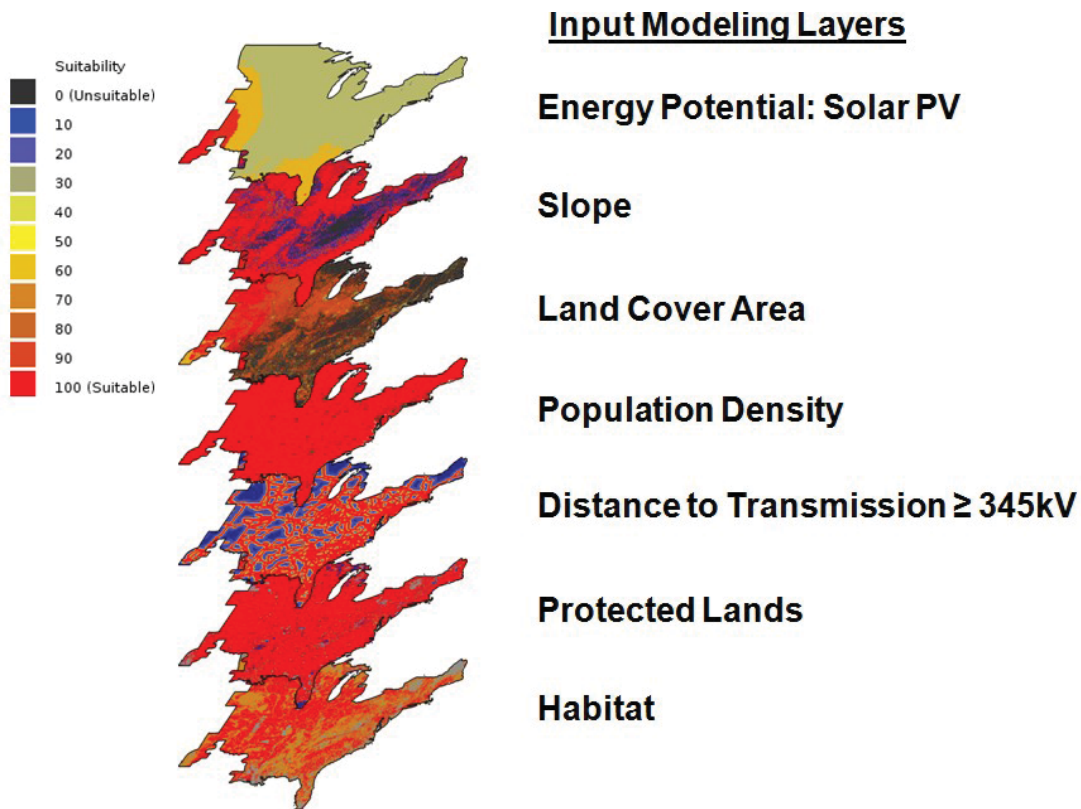 Input Modeling Layers
Suitability
0 (Unsuitable)
10
20
30
40
50
60
70
80
90
100 (Suitable)
Energy Potential: Solar PV
Slope
Land Cover Area
Population Density
Distance to Transmission ≥ 345kV
Protected Lands
Habitat